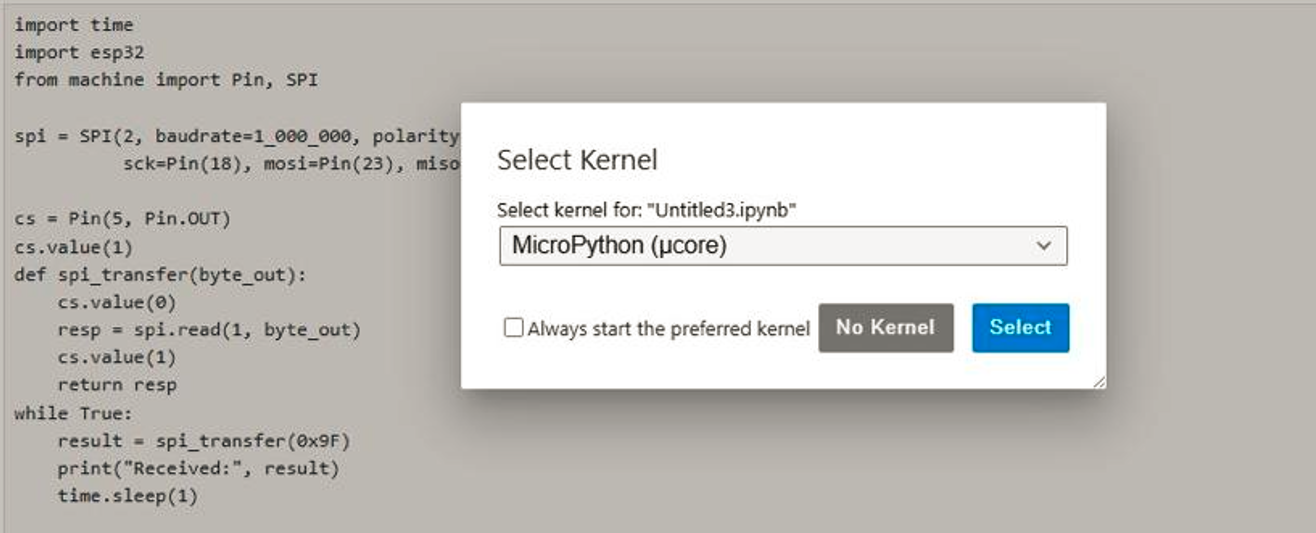 import time
import esp32
from machine import Pin, SPI
spi = SPI(2, baudrate=1_000_000, polarity
sck=Pin(18), mosi=Pin(23), miso
cs = Pin(5, Pin.OUT)
cs.value(1)
def spi_transfer(byte_out):
    cs.value(0)
    resp = spi.read(1, byte_out)
    cs.value(1)
    return resp
while True:
    result = spi_transfer(0x9F)
    print("Received:", result)
    time.sleep(1)
Select Kernel
Select kernel for: "Untitled3.ipynb"
MicroPython (µcore)
Always start the preferred kernel
No Kernel
Select